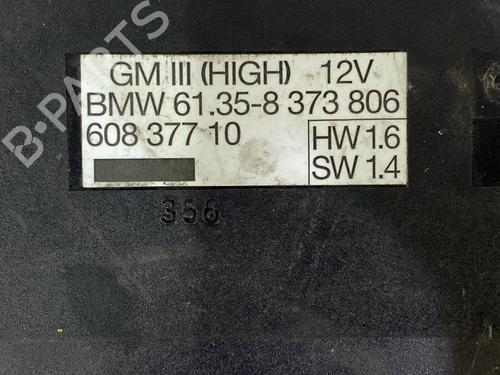 GM III (HIGH) 12V
BMW 61.35-8 373 806
608 377 10
HW 1.6
SW 1.4
356
B-PARTS